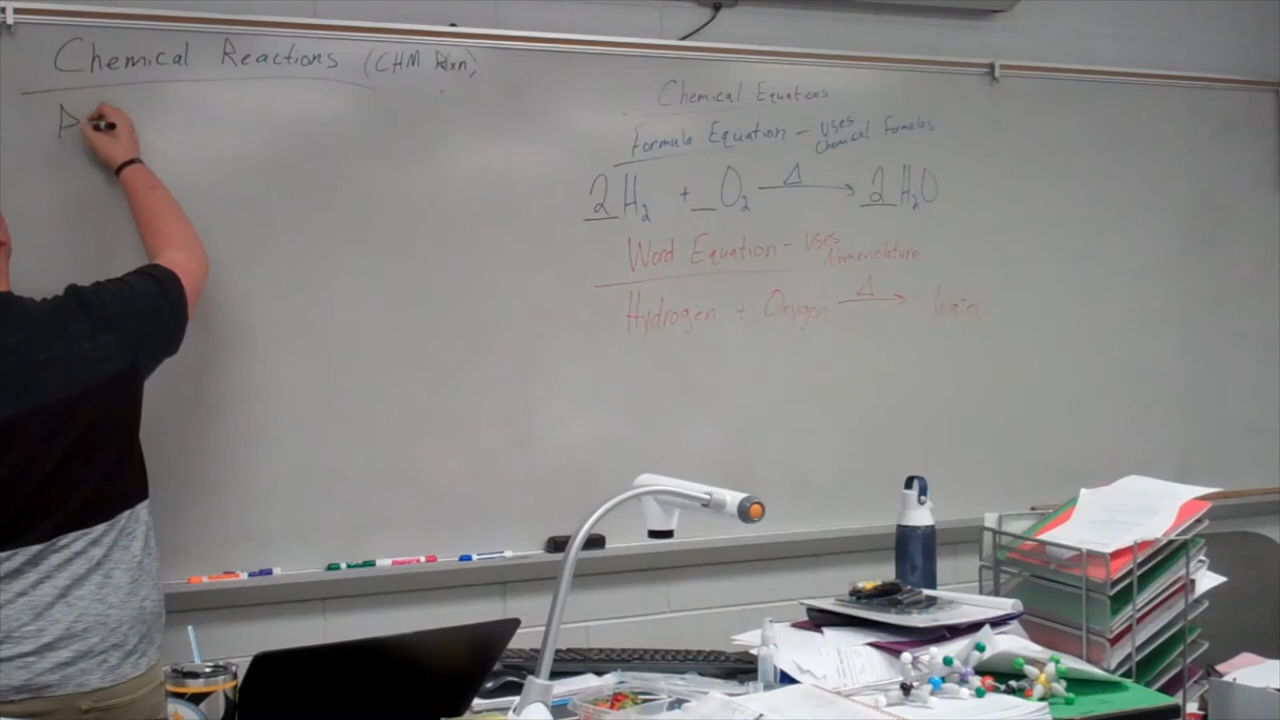 Chemical Reactions (CHM Rxn)
Chemical Equations
Formula Equation - uses
Chemical Formulas
2 H2 + _ O2 Δ→ 2 H2O
Word Equation - uses
Nomenclature
Hydrogen + Oxygen Δ→ Water